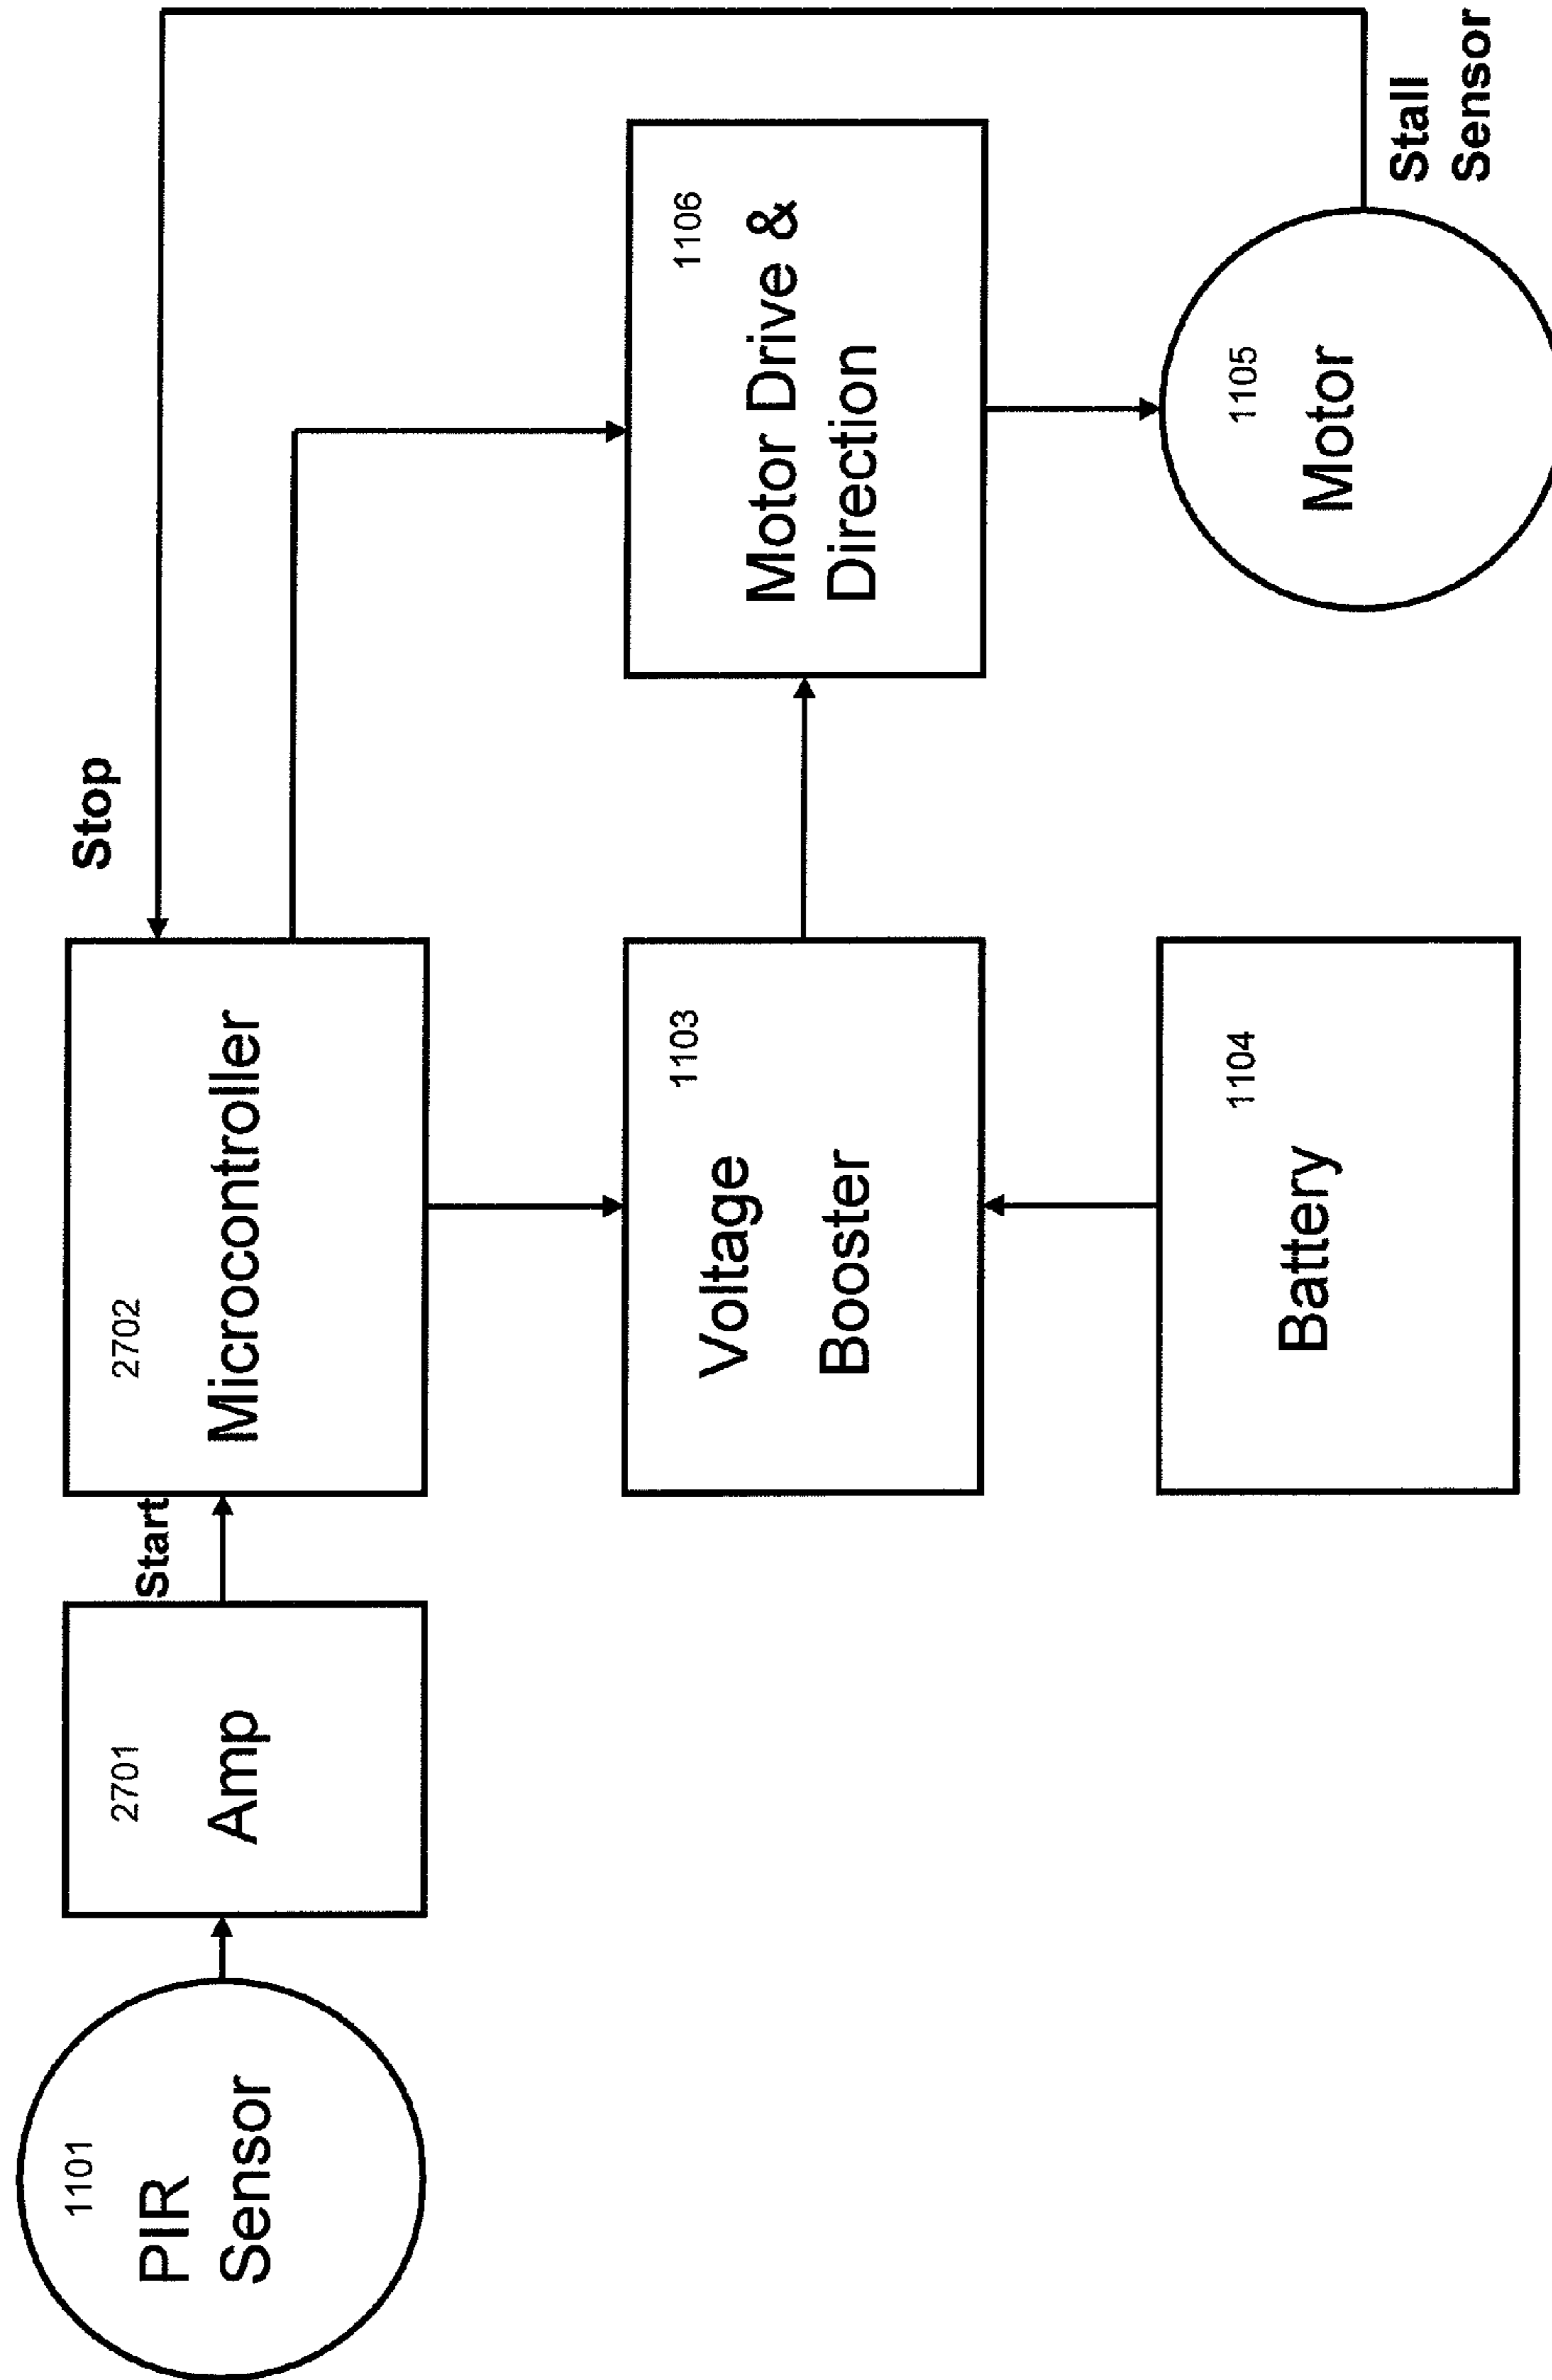 1101
PIR
Sensor
2701
Amp
Start
2702
Microcontroller
Stop
1103
Voltage
Booster
1106
Motor Drive &
Direction
1104
Battery
1105
Motor
Stall
Sensor